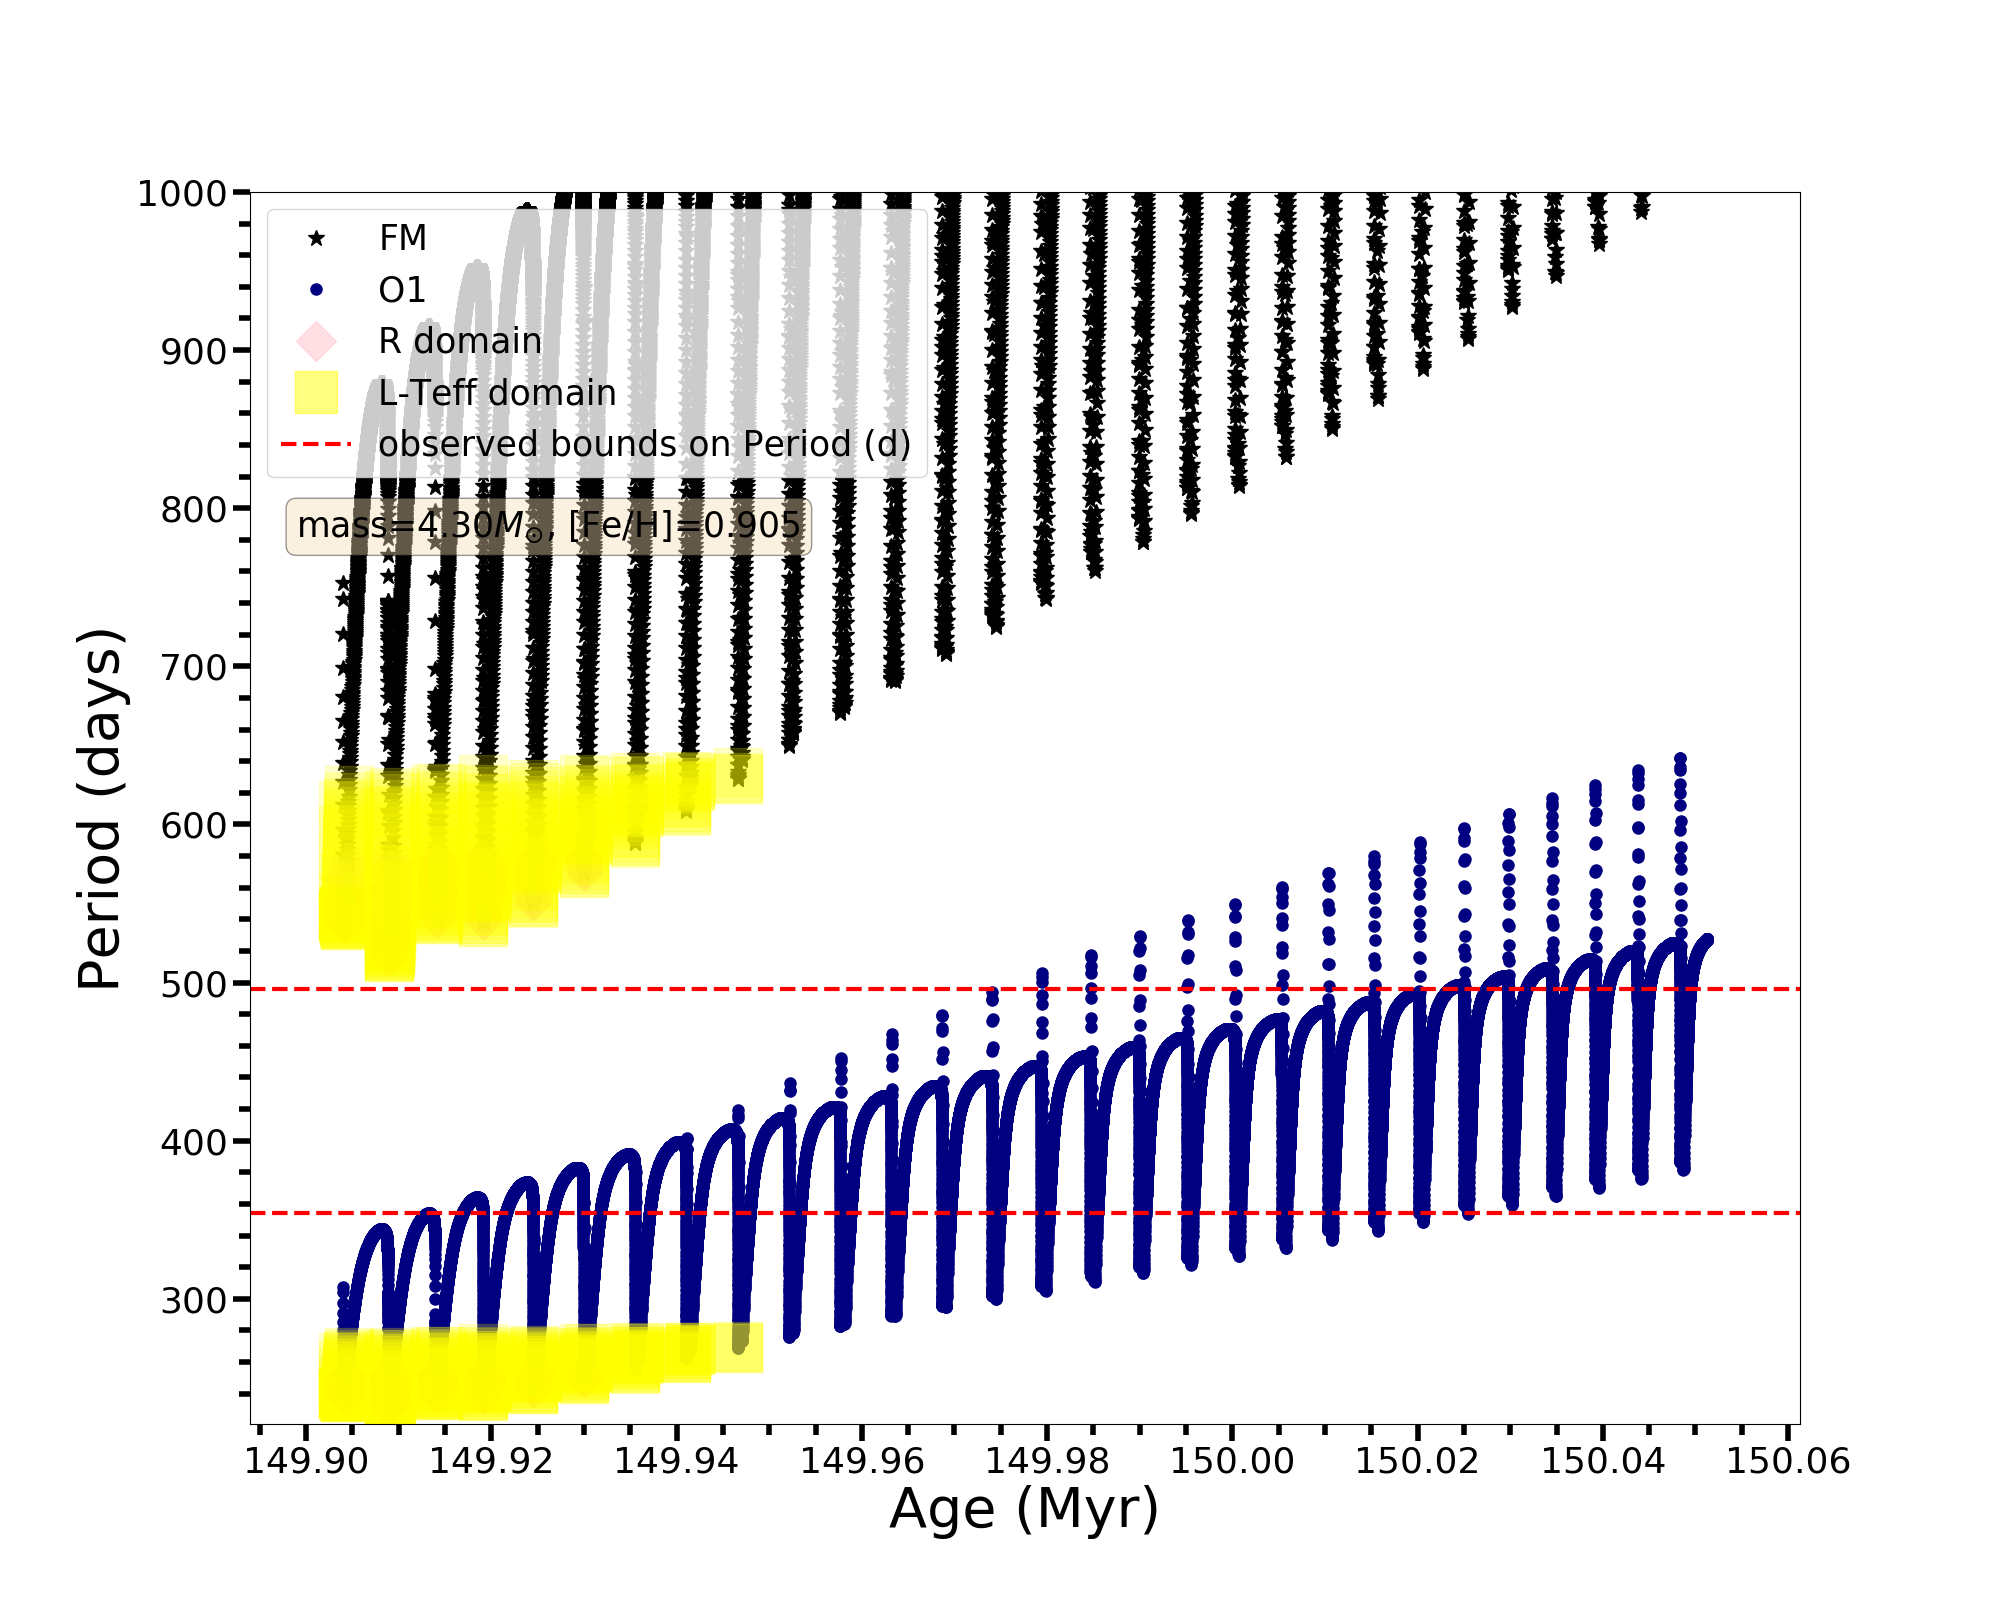 1000
900
800
700
600
500
400
300
Period (days)
FM
O1
R domain
L-Teff domain
observed bounds on Period (d)
mass=4.30M⊙, [Fe/H]=0.905
149.90 149.92 149.94 149.96 149.98 150.00 150.02 150.04 150.06
Age (Myr)